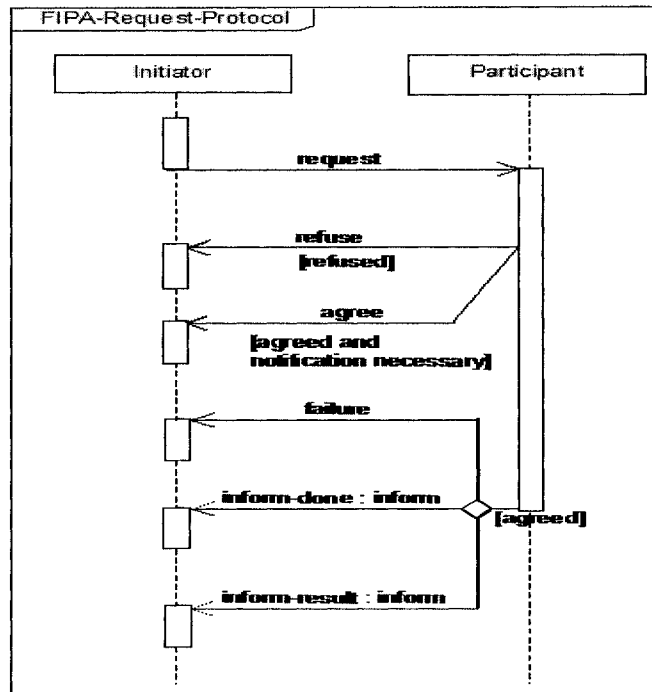 FIPA-Request-Protocol
Initiator
Participant
request
refuse
[refused]
agree
[agreed and
notification necessary]
failure
inform-done : inform
[agreed]
inform-result : inform